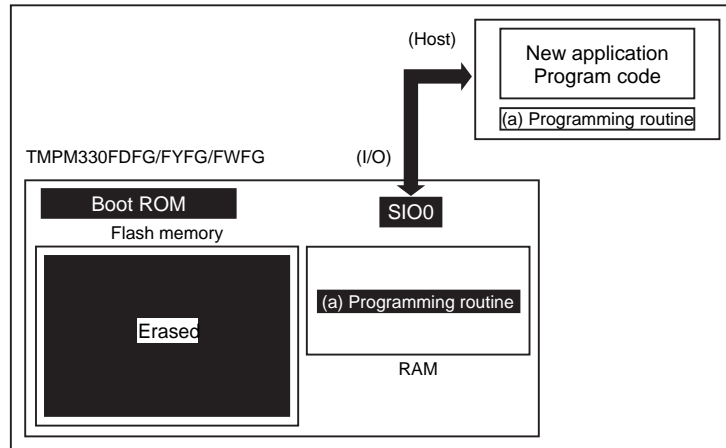 (Host)
New application
Program code
(a) Programming routine
TMPM330FDFG/FYFG/FWFG
(I/O)
Boot ROM
SIO0
Flash memory
(a) Programming routine
Erased
RAM